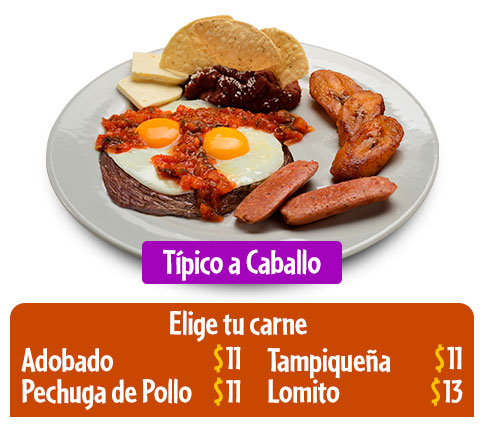 Típico a Caballo
Elige tu carne
Adobado $11 Tampiqueña $11
Pechuga de Pollo $11 Lomito $13